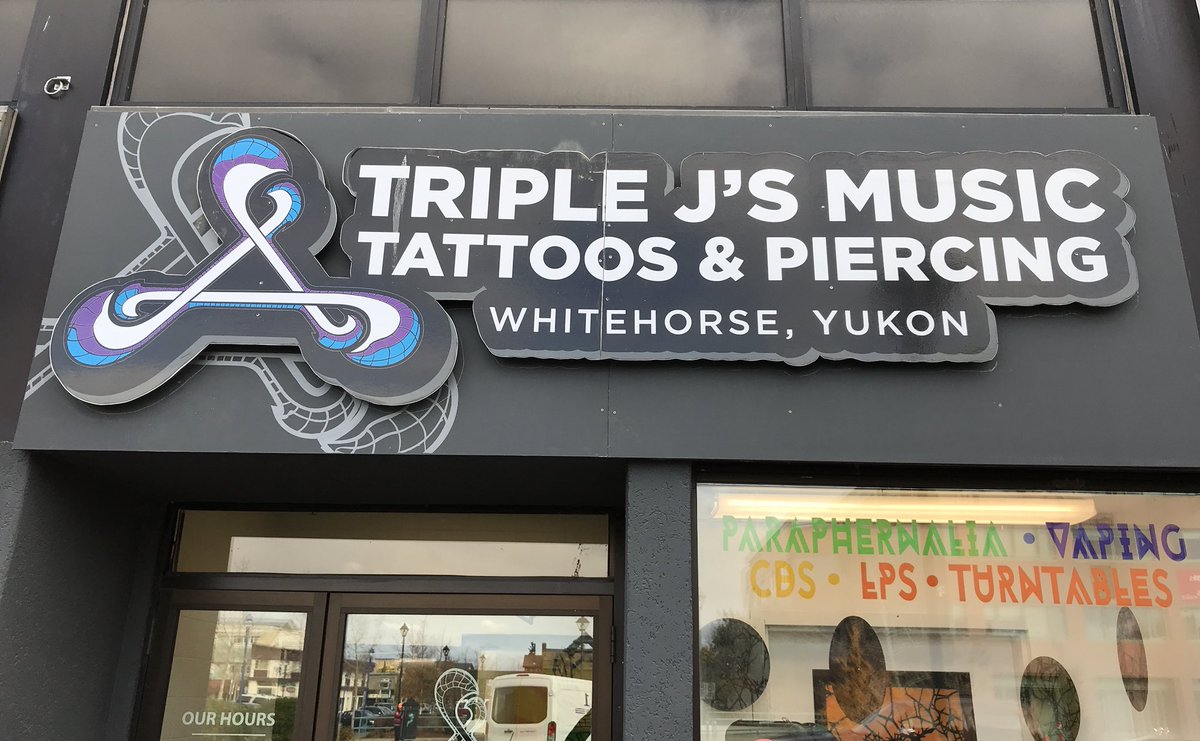 TRIPLE J'S MUSIC
TATTOOS & PIERCING
WHITEHORSE, YUKON
PARAPHERNALIA • VAPING
CDS • LPS • TURNTABLES
OUR HOURS